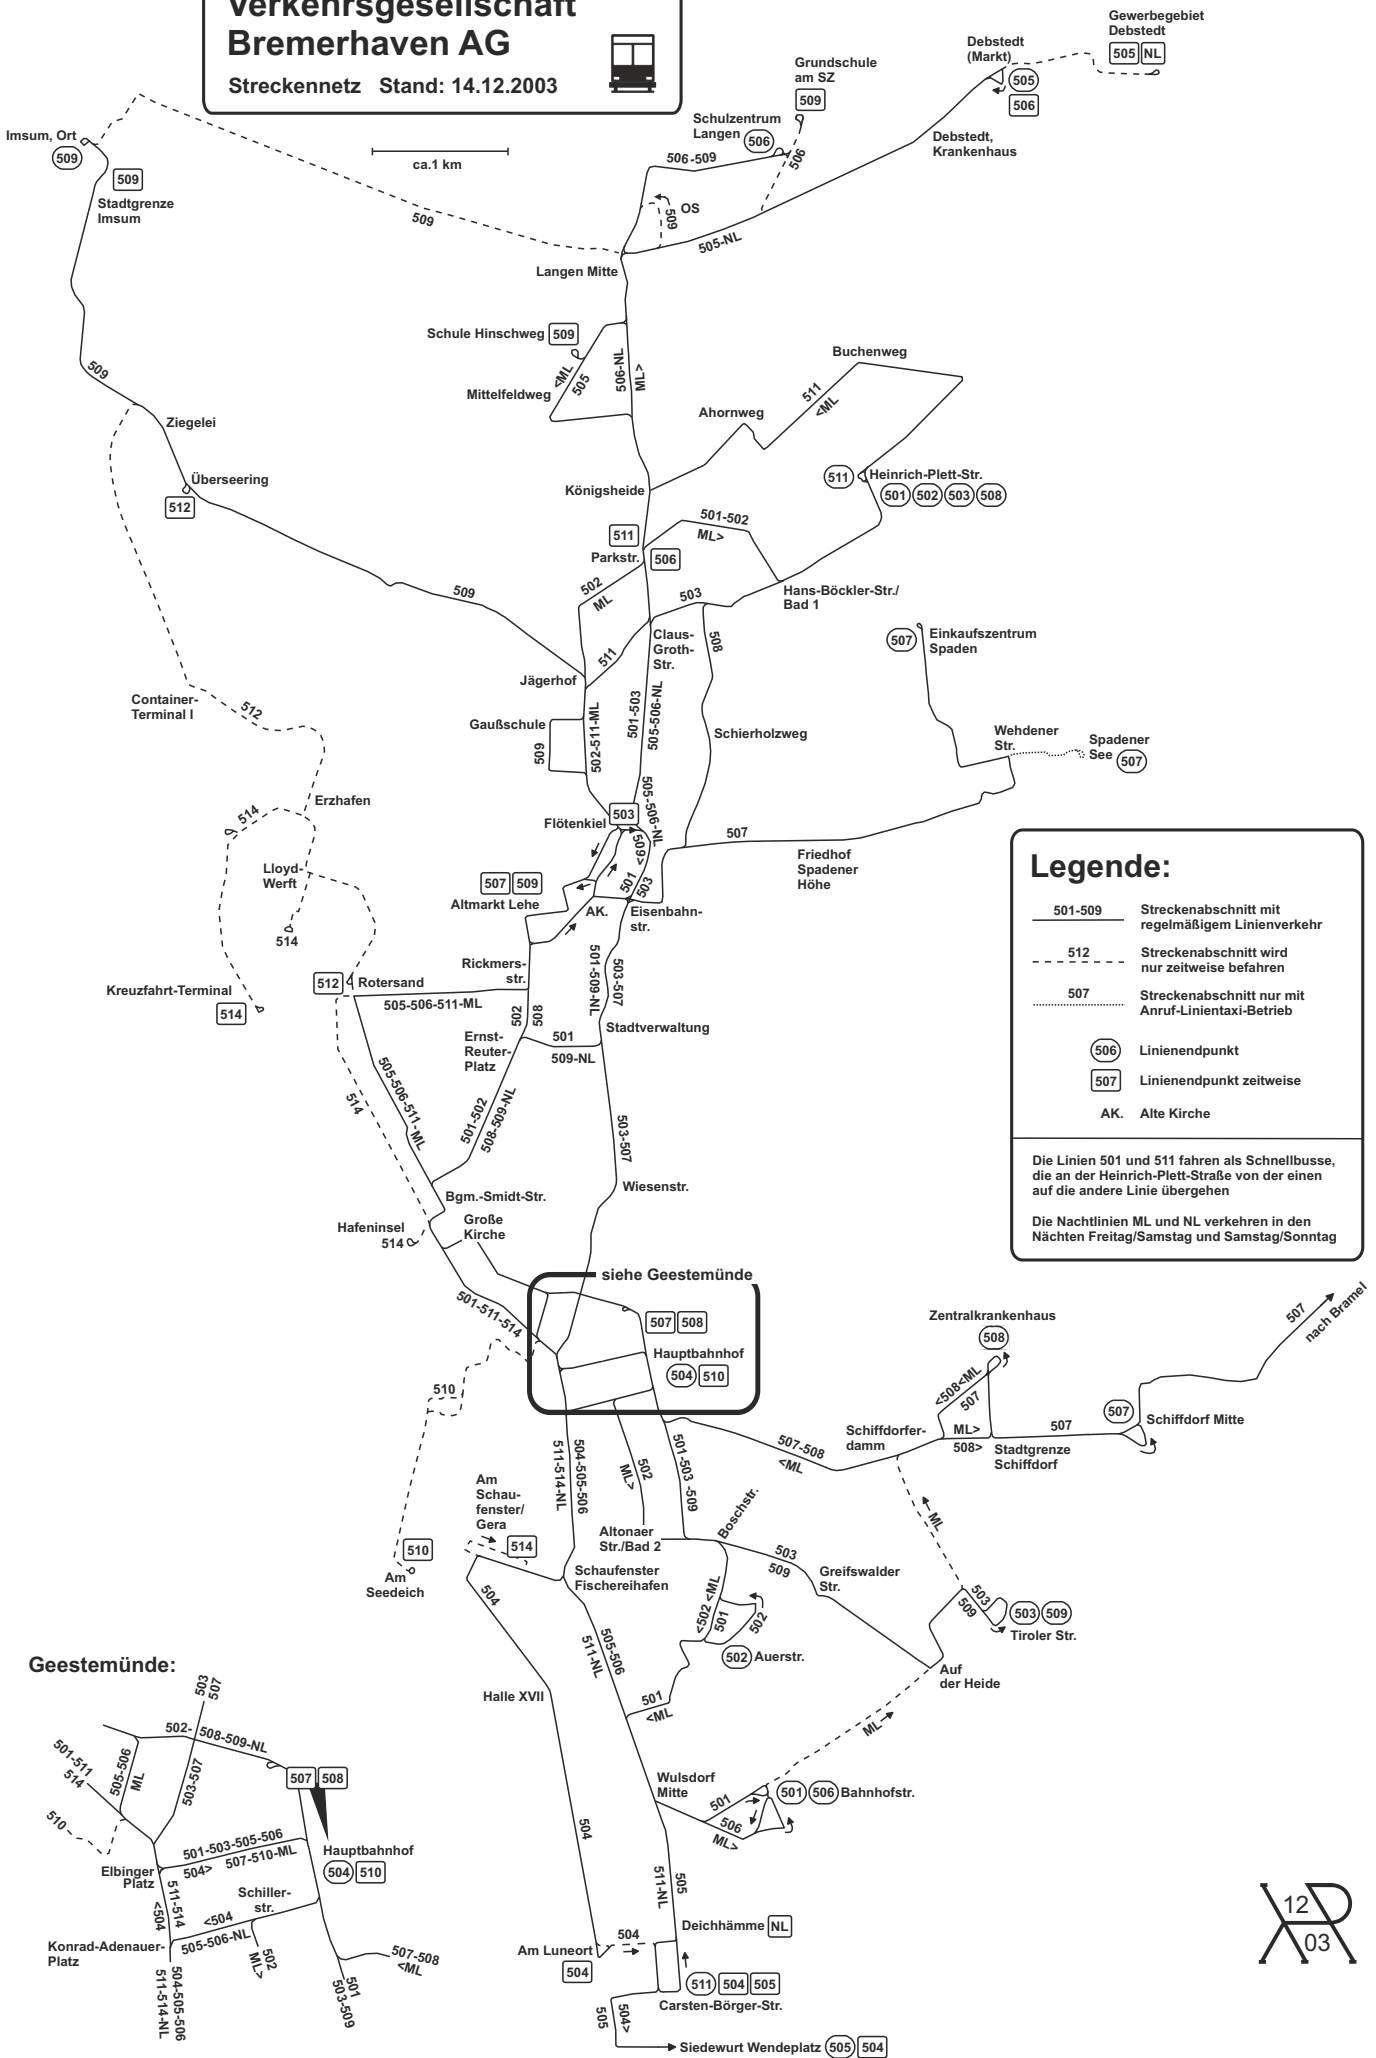 Verkehrsgesellschaft
Bremerhaven AG
Streckennetz Stand: 14.12.2003
Gewerbegebiet
Debstedt
505 NL
Debstedt
(Markt)
505
506
Grundschule
am SZ
509
Schulzentrum
Langen 506
Debstedt,
Krankenhaus
Imsum, Ort
509
509
Stadtgrenze
Imsum
ca.1 km
506-509
506
OS
509
509
505-NL
Langen Mitte
Schule Hinschweg 509
<ML
505
506-NL
ML>
Mittelfeldweg
Buchenweg
511
<ML
Ahornweg
509
Ziegelei
Überseering
512
Königsheide
511 Heinrich-Plett-Str.
501 502 503 508
511
Parkstr. 506
501-502
ML>
502
ML
509
503
Hans-Böckler-Str./
Bad 1
Claus-
Groth-
Str.
508
511
Jägerhof
507 Einkaufszentrum
Spaden
Container-
Terminal I
512
Gaußschule
509
502-511-ML
501-503
505-506-NL
Schierholzweg
Wehdener
Str.
Spadener
See 507
Erzhafen
514
505-506-NL
503
Flötenkiel
509>
507
Friedhof
Spadener
Höhe
Lloyd-
Werft
514
507 509
Altmarkt Lehe
501
503
AK.
Eisenbahn-
str.
Rickmers-
str.
501-509-NL
503-507
512 Rotersand
Kreuzfahrt-Terminal
514
505-506-511-ML
502
508
Stadtverwaltung
Ernst-
Reuter-
Platz
501
509-NL
505-506-511-ML
514
501-502
508-509-NL
503-507
Wiesenstr.
Bgm.-Smidt-Str.
Hafeninsel
514
Große
Kirche
Legende:
501-509 Streckenabschnitt mit
regelmäßigem Linienverkehr
512 Streckenabschnitt wird
nur zeitweise befahren
507 Streckenabschnitt nur mit
Anruf-Linientaxi-Betrieb
506 Linienendpunkt
507 Linienendpunkt zeitweise
AK. Alte Kirche
Die Linien 501 und 511 fahren als Schnellbusse,
die an der Heinrich-Plett-Straße von der einen
auf die andere Linie übergehen
Die Nachtlinien ML und NL verkehren in den
Nächten Freitag/Samstag und Samstag/Sonntag
siehe Geestemünde
501-511-514
507 508
Hauptbahnhof
504 510
510
Zentralkrankenhaus
508
507
nach Bramel
<508<ML
507
507
Schiffdorf Mitte
Schiffdorfer-
damm
ML>
508>
507
Stadtgrenze
Schiffdorf
507-508
<ML
511-514-NL
504-505-506
502
ML>
501-503-509
Am
Schau-
fenster/
Gera
514
Altonaer
Str./Bad 2
Boschstr.
ML
510
Am
Seedeich
Schaufenster
Fischereihafen
503
509
Greifswalder
Str.
504
<502 <ML
501
502
502 Auerstr.
503
509
503 509
Tiroler Str.
505-506
511-NL
Auf
der Heide
Halle XVII
501
<ML
ML
Wulsdorf
Mitte
501
506
ML>
501 506 Bahnhofstr.
504
505
511-NL
Deichhämme NL
504
Am Luneort
504
511 504 505
Carsten-Börger-Str.
505
504>
Siedewurt Wendeplatz 505 504
Geestemünde:
503
507
502- 508-509-NL
501-511
514
505-506
ML
503-507
507 508
510
Hauptbahnhof
504 510
501-503-505-506
504> 507-510-ML
Elbinger
Platz
<504
511-514
Schiller-
str.
<504
505-506-NL
Konrad-Adenauer-
Platz
502
ML>
507-508
<ML
501
503-509
504-505-506
511-514-NL
12
03